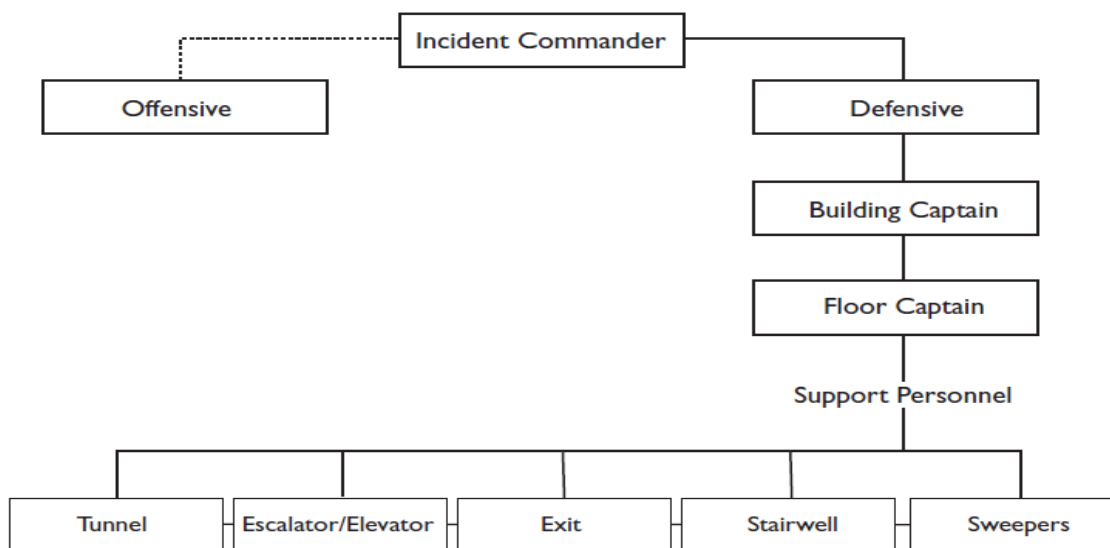 Incident Commander
Offensive
Defensive
Building Captain
Floor Captain
Support Personnel
Tunnel
Escalator/Elevator
Exit
Stairwell
Sweepers